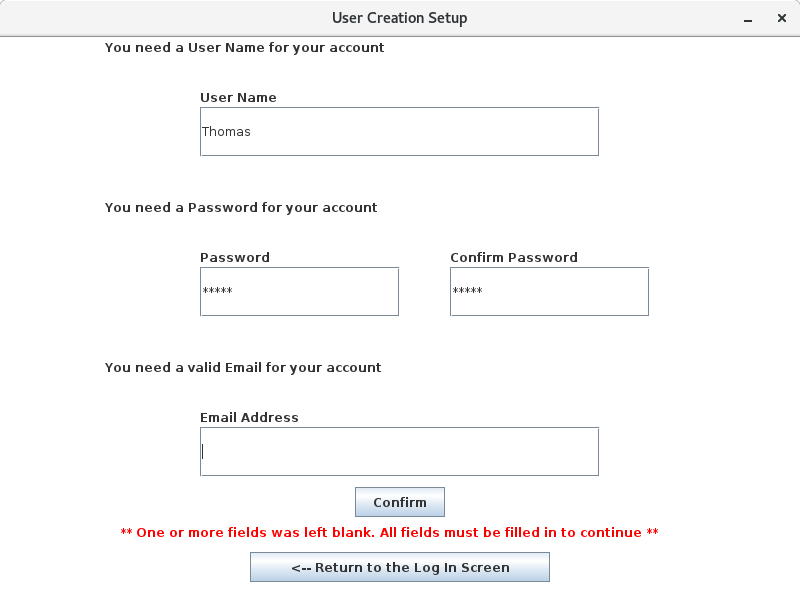 User Creation Setup
You need a User Name for your account
User Name
Thomas
You need a Password for your account
Password Confirm Password
***** *****
You need a valid Email for your account
Email Address
Confirm
** One or more fields was left blank. All fields must be filled in to continue **
<-- Return to the Log In Screen